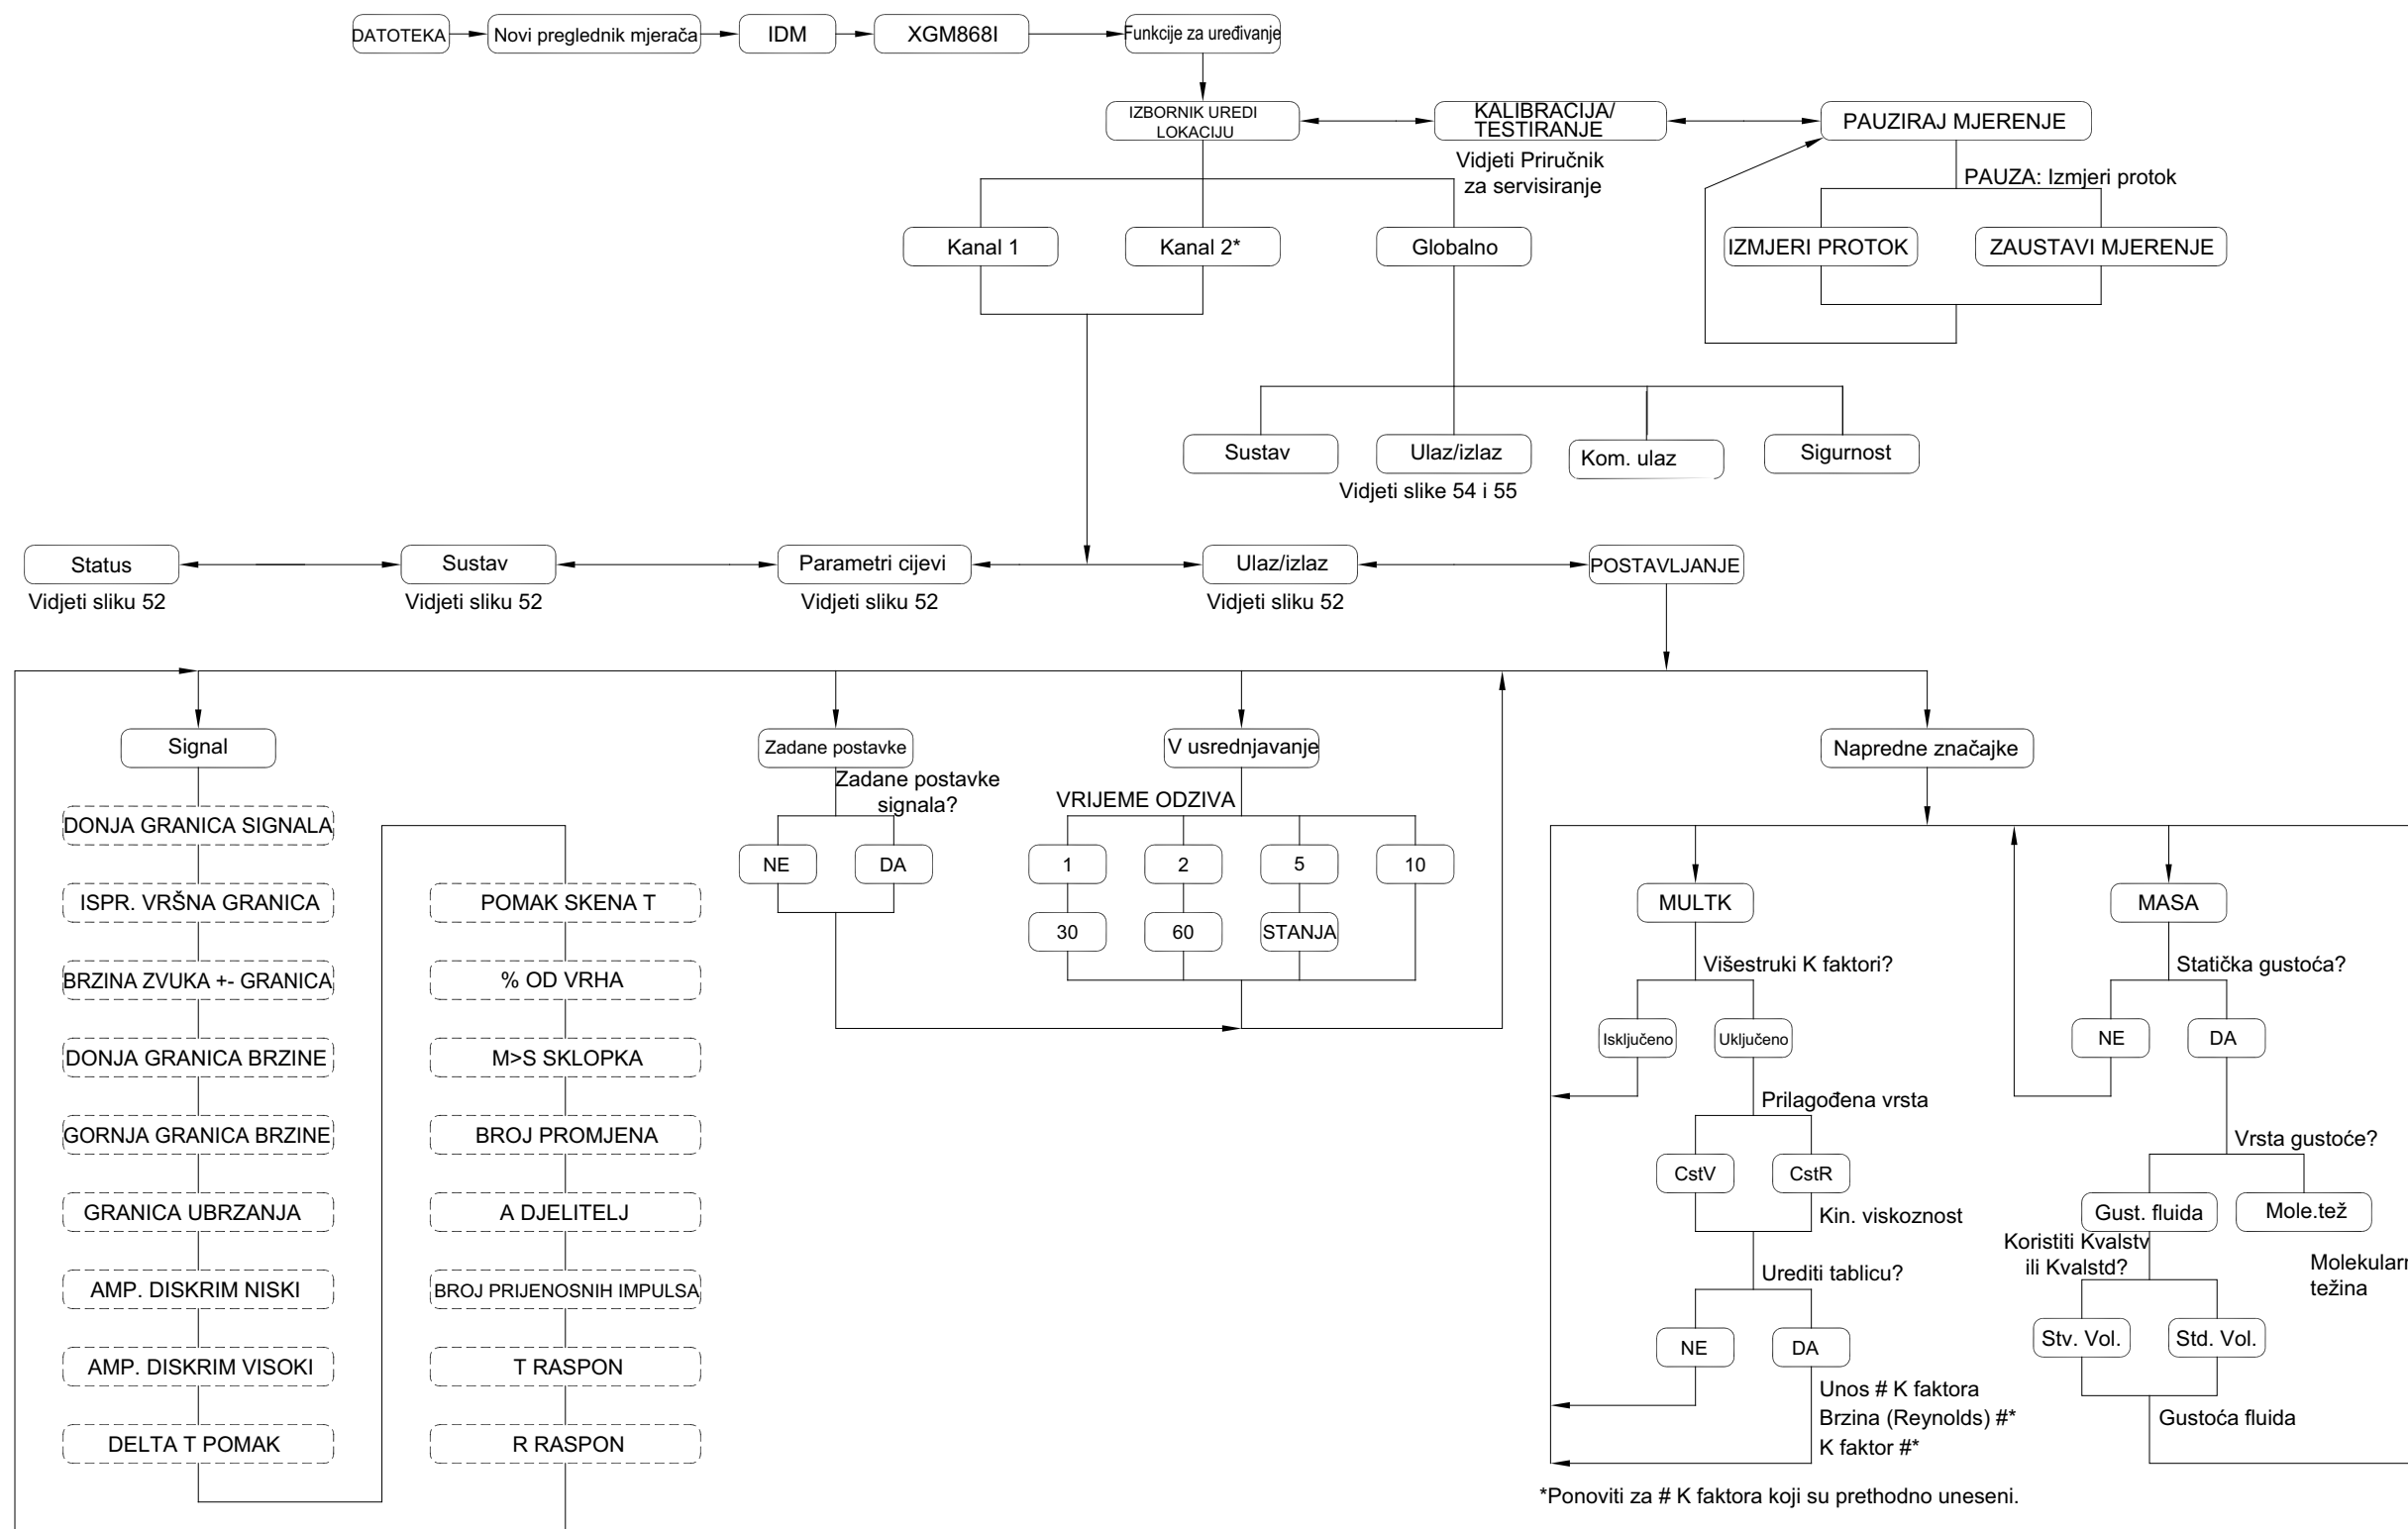 DATOTEKA
Novi preglednik mjerača
IDM
XGM868I
Funkcije za uređivanje
IZBORNIK UREDI
LOKACIJU
KALIBRACIJA/
TESTIRANJE
PAUZIRAJ MJERENJE
Vidjeti Priručnik
za servisiranje
PAUZA: Izmjeri protok
Kanal 1
Kanal 2*
Globalno
IZMJERI PROTOK
ZAUSTAVI MJERENJE
Sustav
Ulaz/izlaz
Kom. ulaz
Sigurnost
Vidjeti slike 54 i 55
Status
Sustav
Parametri cijevi
Ulaz/izlaz
POSTAVLJANJE
Vidjeti sliku 52
Vidjeti sliku 52
Vidjeti sliku 52
Vidjeti sliku 52
Signal
Zadane postavke
V usrednjavanje
Napredne značajke
DONJA GRANICA SIGNALA
ISPR. VRŠNA GRANICA
BRZINA ZVUKA +- GRANICA
DONJA GRANICA BRZINE
GORNJA GRANICA BRZINE
GRANICA UBRZANJA
AMP. DISKRIM NISKI
AMP. DISKRIM VISOKI
DELTA T POMAK
POMAK SKENA T
% OD VRHA
M>S SKLOPKA
BROJ PROMJENA
A DJELITELJ
BROJ PRIJENOSNIH IMPULSA
T RASPON
R RASPON
Zadane postavke
signala?
NE
DA
VRIJEME ODZIVA
1
2
5
10
30
60
STANJA
MULTK
Višestruki K faktori?
Isključeno
Uključeno
Prilagođena vrsta
CstV
CstR
Kin. viskoznost
Urediti tablicu?
NE
DA
Unos # K faktora
Brzina (Reynolds) #*
K faktor #*
MASA
Statička gustoća?
NE
DA
Vrsta gustoće?
Gust. fluida
Mole.tež
Koristiti Kvalstv
ili Kvalstd?
težina
Stv. Vol.
Std. Vol.
Gustoća fluida
*Ponoviti za # K faktora koji su prethodno uneseni.